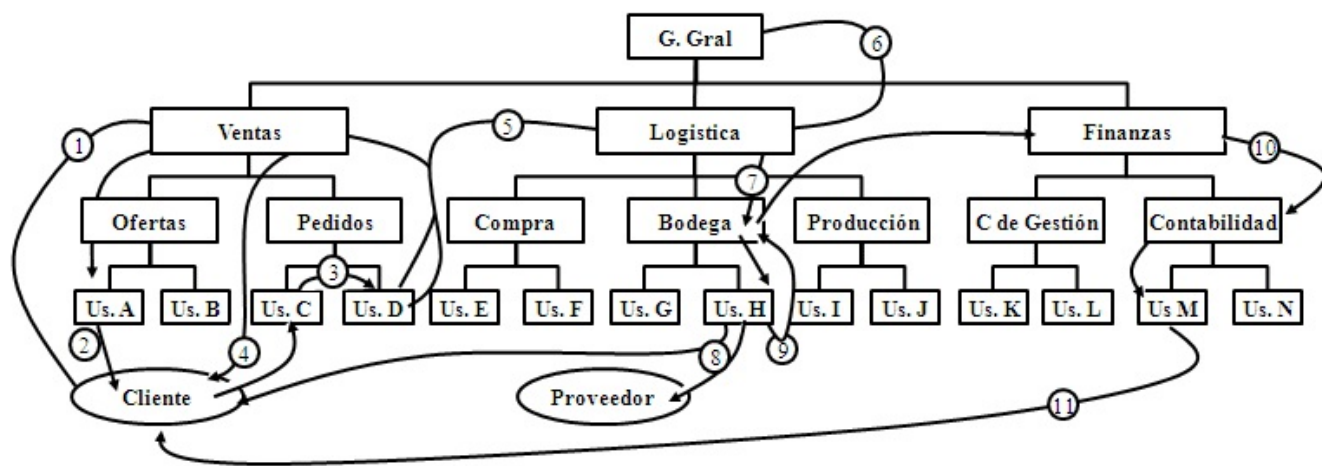 G. Gral
6
1
Ventas
5
Logistica
Finanzas
10
7
Ofertas
Pedidos
Compra
Bodega
Producción
C de Gestión
Contabilidad
3
Us. A
Us. B
Us. C
Us. D
Us. E
Us. F
Us. G
Us. H
Us. I
Us. J
Us. K
Us. L
Us M
Us. N
2
4
8
9
Cliente
Proveedor
11